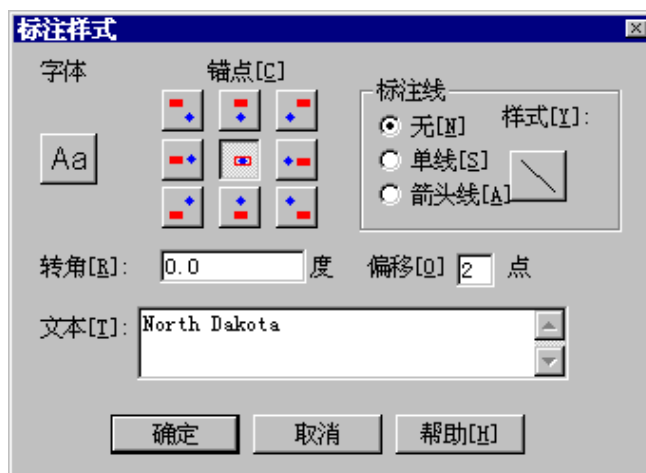 标注样式
字体 锚点[C]
标注线
无[N] 样式[Y]:
Aa
单线[S]
箭头线[A]
转角[R]: 0.0 度 偏移[O] 2 点
文本[T]: North Dakota
确定 取消 帮助[H]